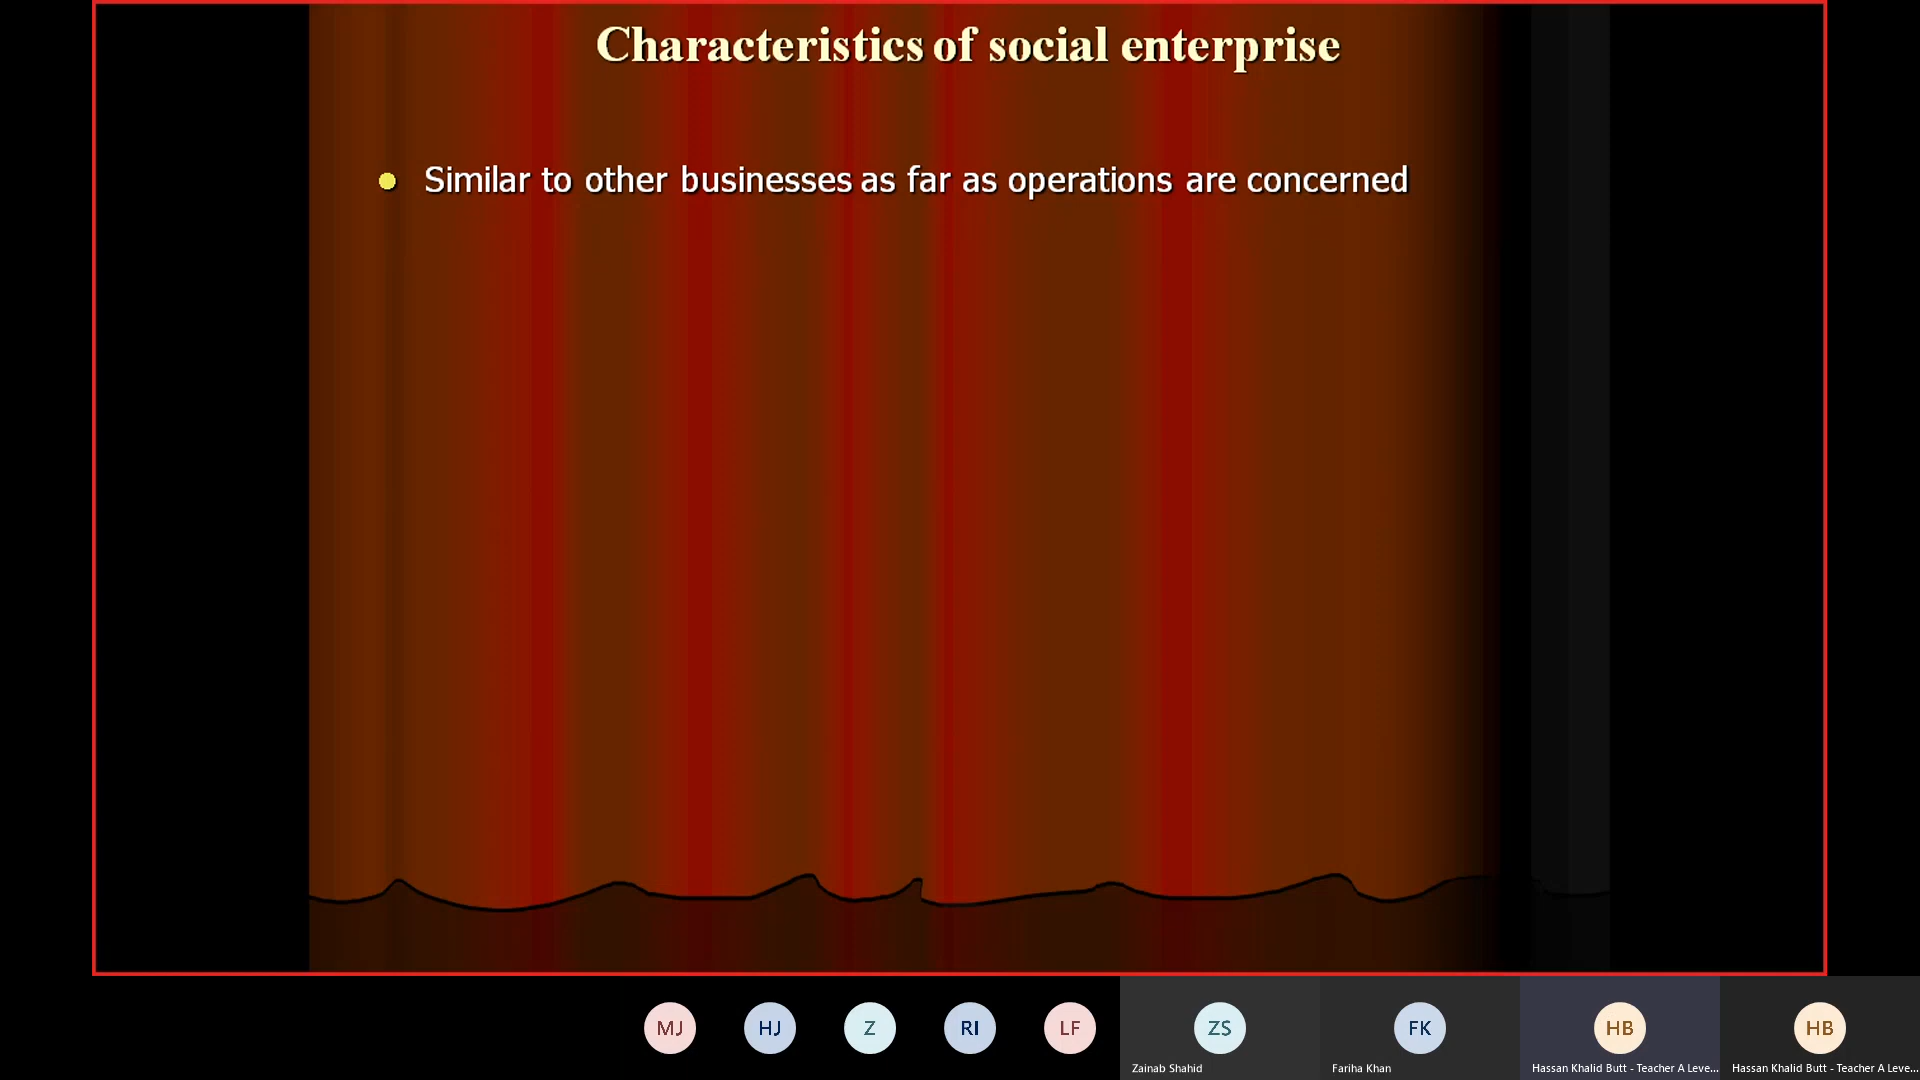 Characteristics of social enterprise
Similar to other businesses as far as operations are concerned
MJ
HJ
Z
RI
LF
ZS
FK
HB
HB
Zainab Shahid
Fariha Khan
Hassan Khalid Butt - Teacher A Leve...
Hassan Khalid Butt - Teacher A Leve...